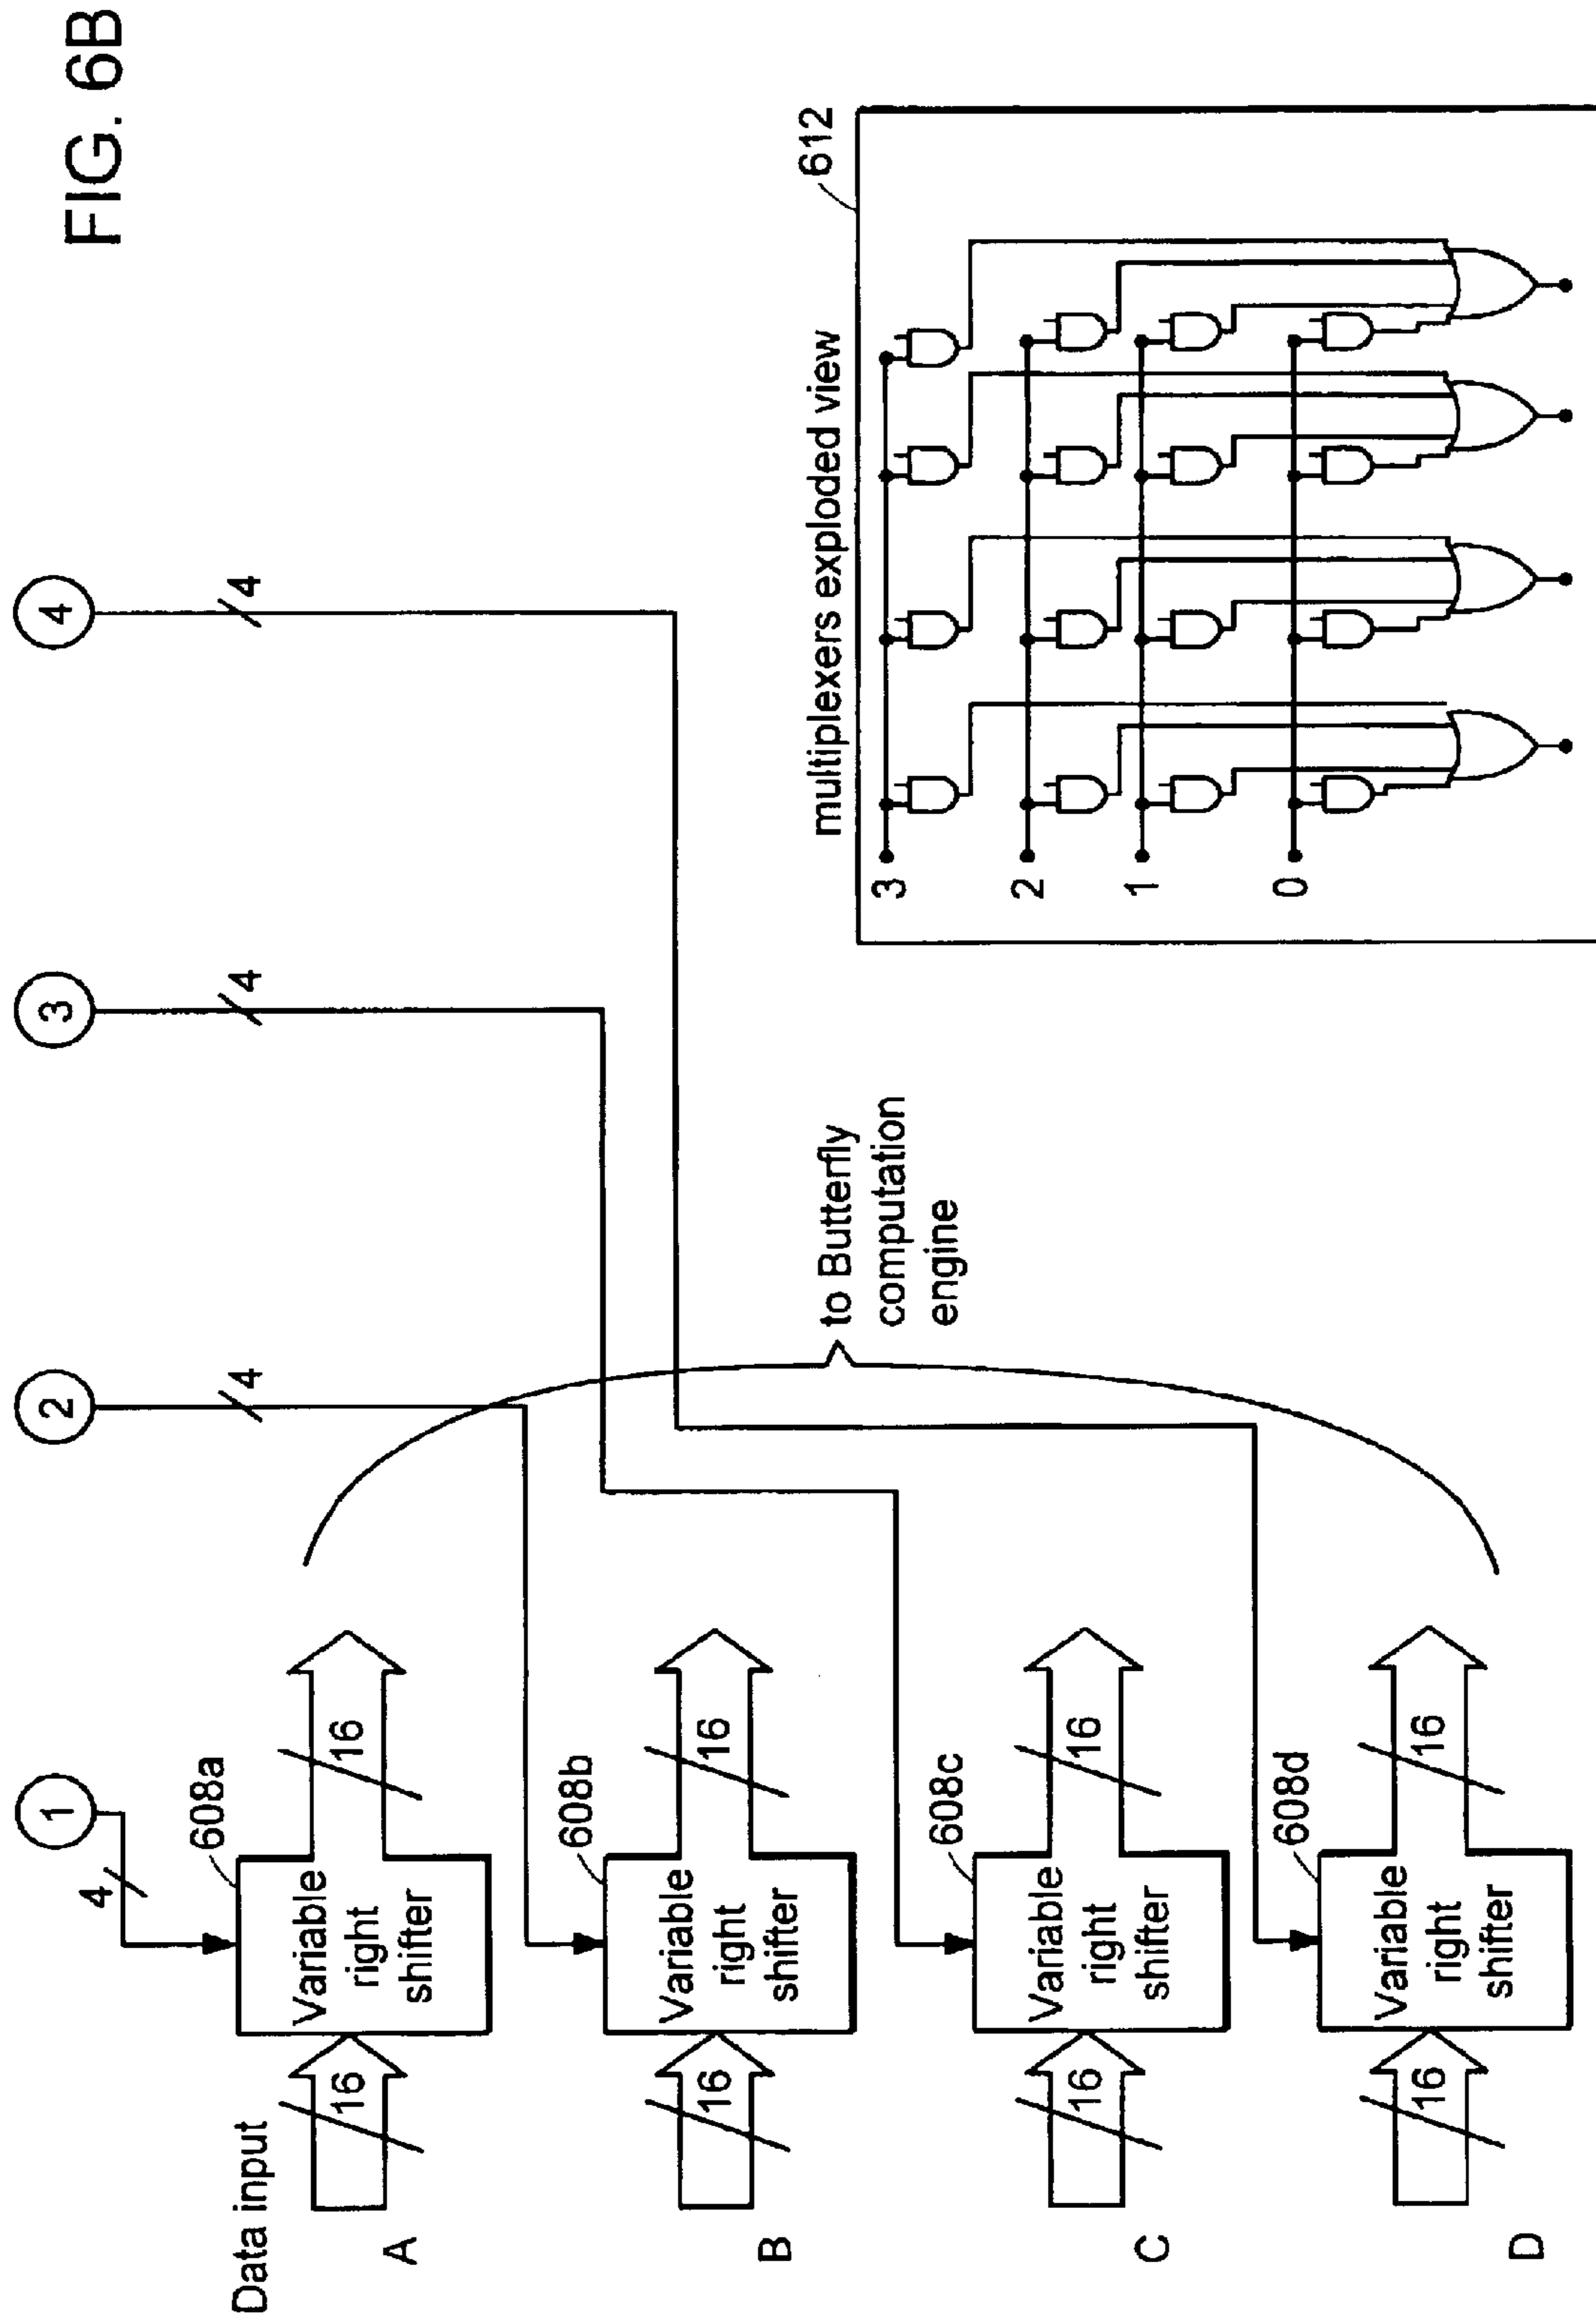 FIG. 6B
1
2
3
4
4
4
4
4
Data input
A
16
608a
Variable
right
shifter
16
B
16
608b
Variable
right
shifter
16
C
16
608c
Variable
right
shifter
16
D
16
608d
Variable
right
shifter
16
to Butterfly
computation
engine
multiplexers exploded view
612
3
2
1
0